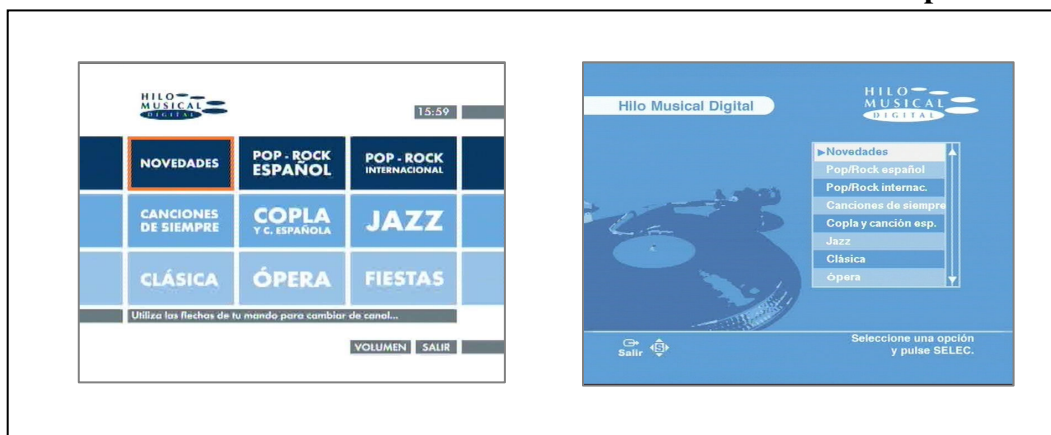 HILO
MUSICAL
DIGITAL
15:59
NOVEDADES
POP - ROCK
ESPAÑOL
POP - ROCK
INTERNACIONAL
CANCIONES
DE SIEMPRE
COPLA
Y C. ESPAÑOLA
JAZZ
CLÁSICA
ÓPERA
FIESTAS
Utiliza las flechas de tu mando para cambiar de canal...
VOLUMEN
SALIR
Hilo Musical Digital
HILO
MUSICAL
DIGITAL
Novedades
Pop/Rock español
Pop/Rock internac.
Canciones de siempre
Copla y canción esp.
Jazz
Clásica
ópera
Salir
S
Seleccione una opción
y pulse SELEC.